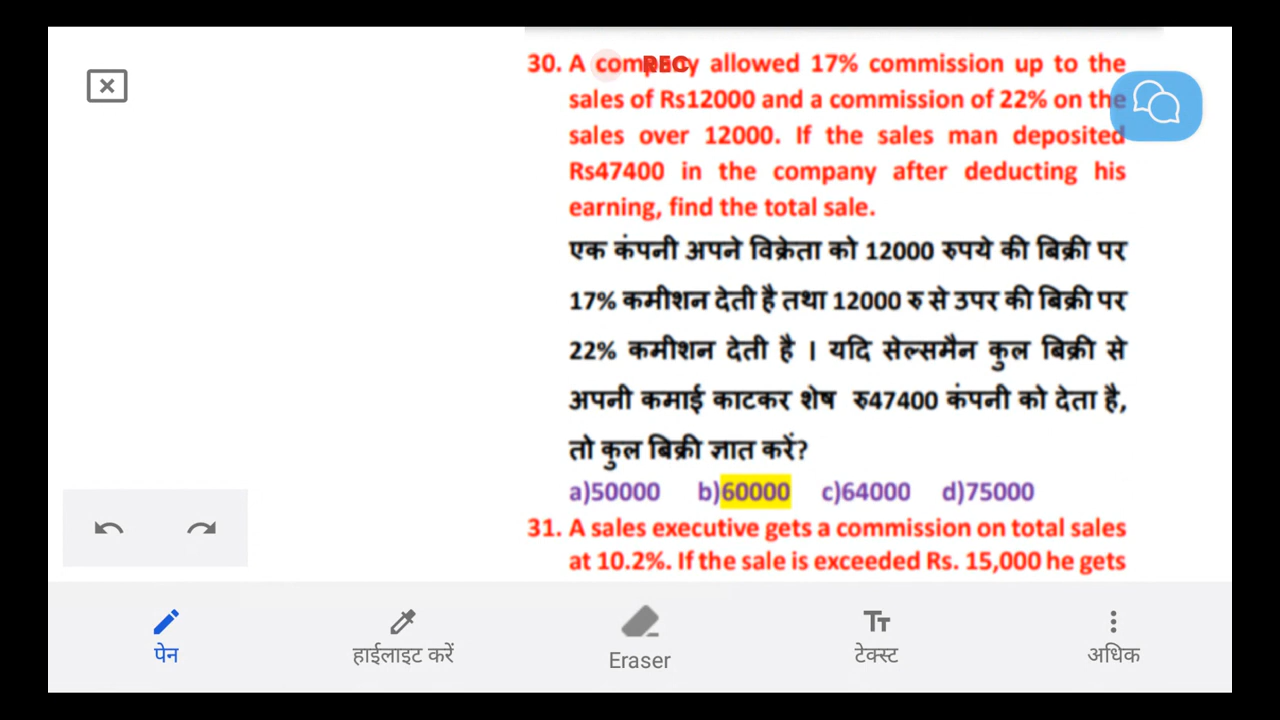 REC
30. A company allowed 17% commission up to the
sales of Rs12000 and a commission of 22% on the
sales over 12000. If the sales man deposited
Rs47400 in the company after deducting his
earning, find the total sale.
एक कंपनी अपने विक्रेता को 12000 रुपये की बिक्री पर
17% कमीशन देती है तथा 12000 रु से उपर की बिक्री पर
22% कमीशन देती है । यदि सेल्समैन कुल बिक्री से
अपनी कमाई काटकर शेष रु47400 कंपनी को देता है,
तो कुल बिक्री ज्ञात करें?
a)50000 b)60000 c)64000 d)75000
31. A sales executive gets a commission on total sales
at 10.2%. If the sale is exceeded Rs. 15,000 he gets
पेन हाईलाइट करें Eraser टेक्स्ट अधिक